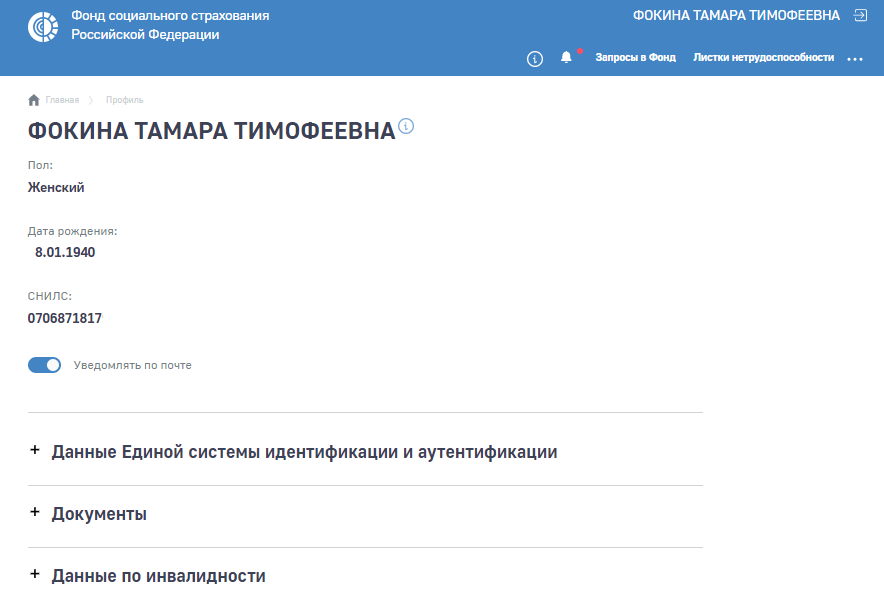 Фонд социального страхования
Российской Федерации
ФОКИНА ТАМАРА ТИМОФЕЕВНА
Запросы в Фонд Листки нетрудоспособности ...
Главная Профиль
ФОКИНА ТАМАРА ТИМОФЕЕВНА
Пол:
Женский
Дата рождения:
8.01.1940
СНИЛС:
0706871817
Уведомлять по почте
+ Данные Единой системы идентификации и аутентификации
+ Документы
+ Данные по инвалидности